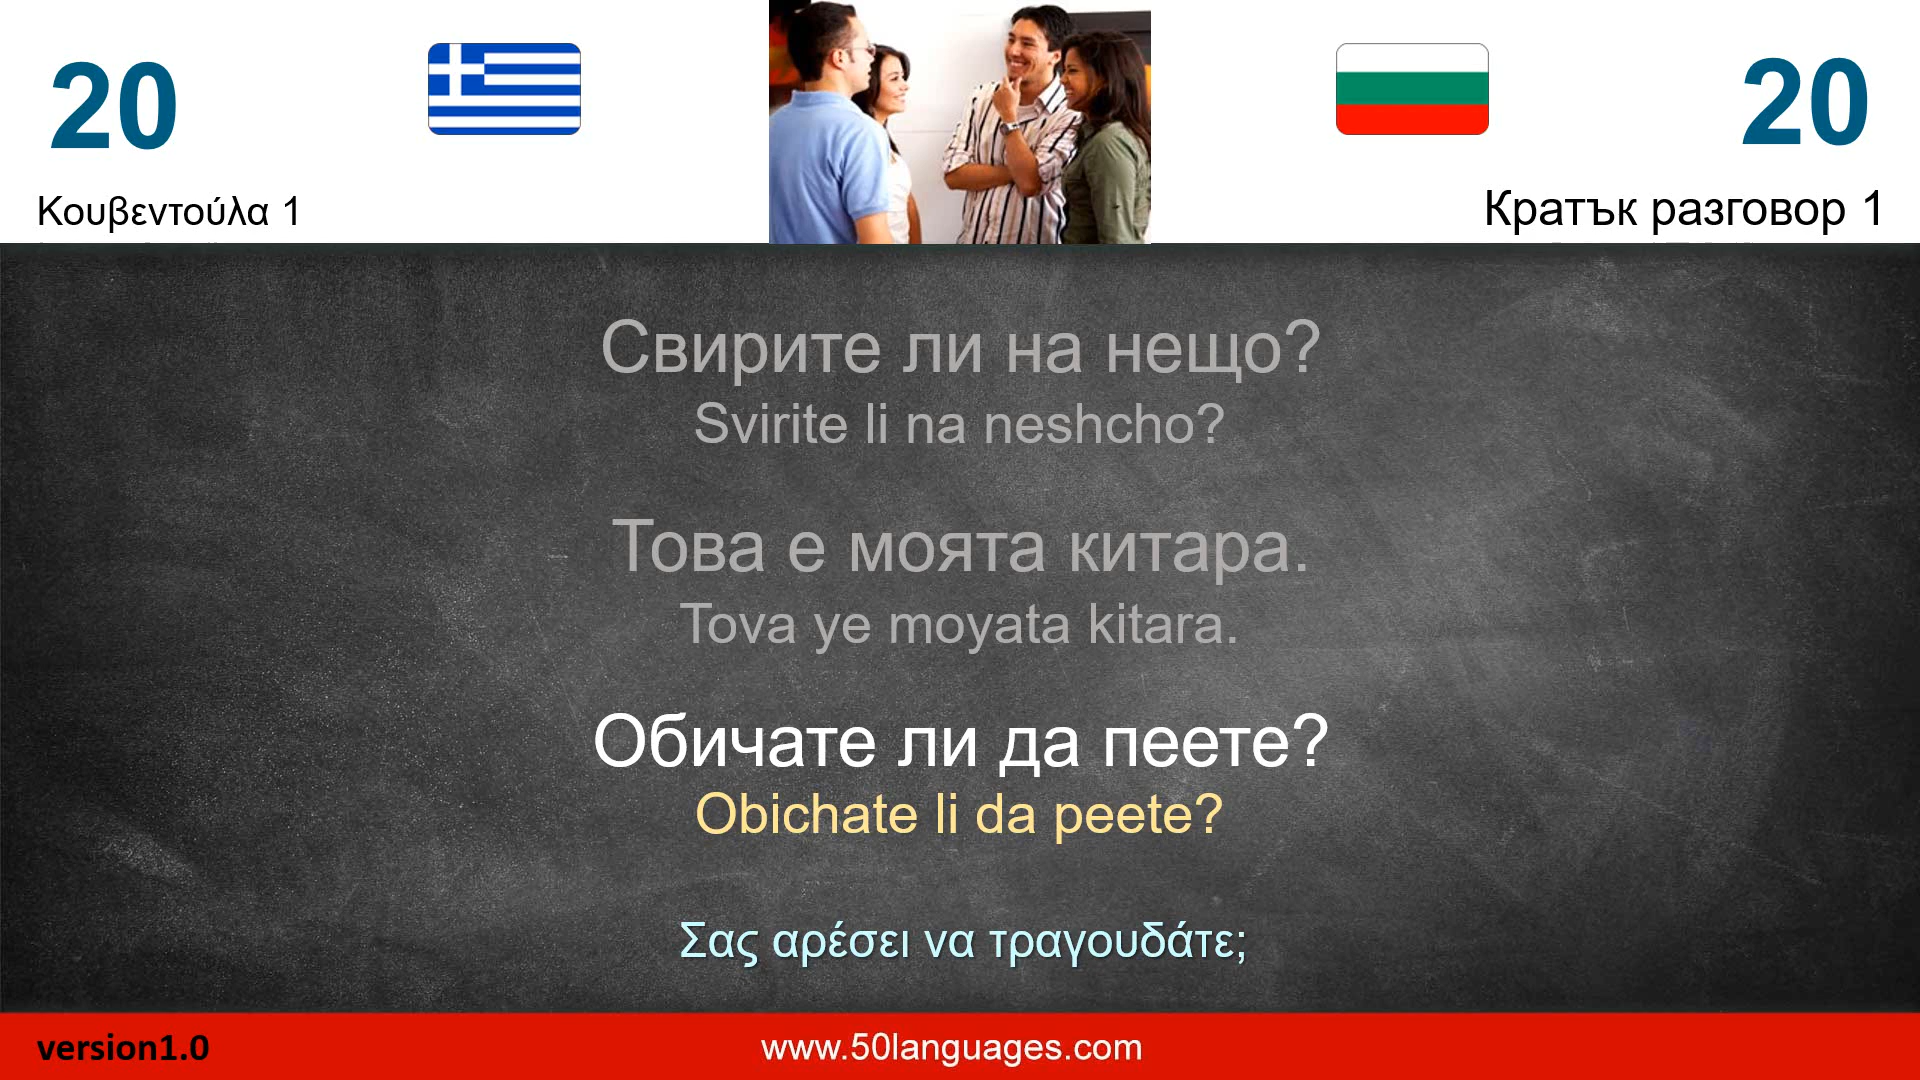 20
20
Κουβεντούλα 1
Кратък разговор 1
Свирите ли на нещо?
Svirite li na neshcho?
Това е моята китара.
Tova ye moyata kitara.
Обичате ли да пеете?
Obichate li da peete?
Σας αρέσει να τραγουδάτε;
version1.0
www.50languages.com